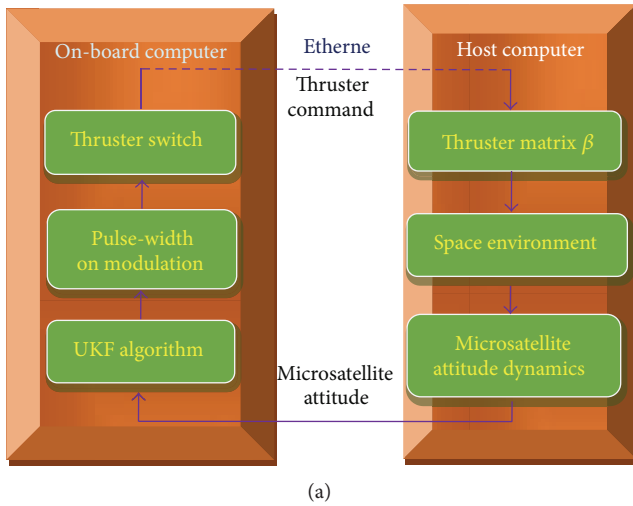 On-board computer
Etherne
Host computer
Thruster
command
Thruster switch
Thruster matrix β
Pulse-width
on modulation
Space environment
UKF algorithm
Microsatellite
attitude dynamics
Microsatellite
attitude
(a)